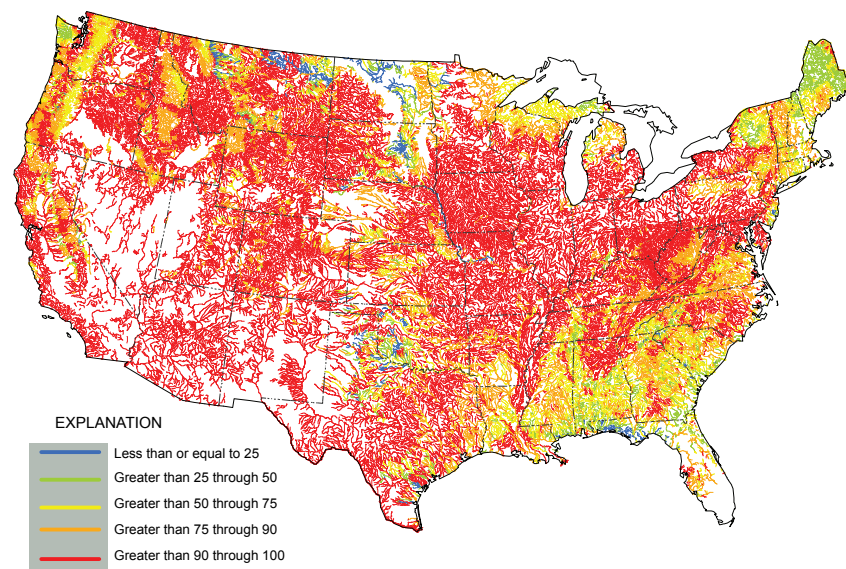 EXPLANATION
Less than or equal to 25
Greater than 25 through 50
Greater than 50 through 75
Greater than 75 through 90
Greater than 90 through 100